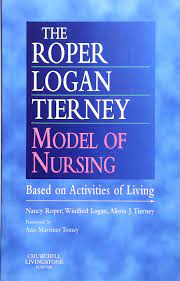 THE
ROPER
LOGAN
TIERNEY
MODEL OF
NURSING
Based on Activities of Living
Nancy Roper, Winifred Logan, Alison J. Tierney
Foreword by
Ann Marriner Tomey
CHURCHILL
LIVINGSTONE
ELSEVIER